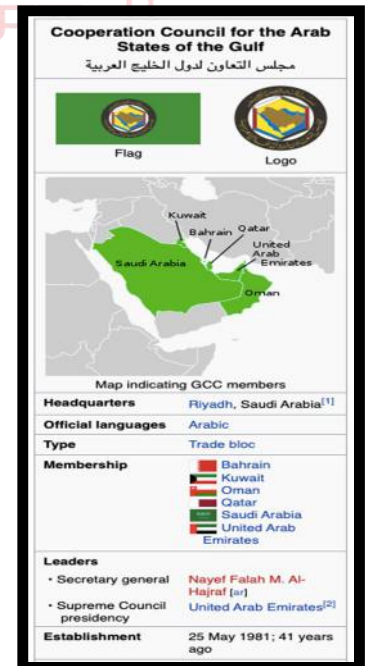 Cooperation Council for the Arab
States of the Gulf
مجلس التعاون لدول الخليج العربية
Flag
Logo
Kuwait
Bahrain
Qatar
United
Arab
Emirates
Saudi Arabia
Oman
Map indicating GCC members
Headquarters Riyadh, Saudi Arabia[1]
Official languages Arabic
Type Trade bloc
Membership Bahrain
Kuwait
Oman
Qatar
Saudi Arabia
United Arab
Emirates
Leaders
• Secretary general Nayef Falah M. Al-
Hajraf [ar]
• Supreme Council United Arab Emirates[2]
presidency
Establishment 25 May 1981; 41 years
ago